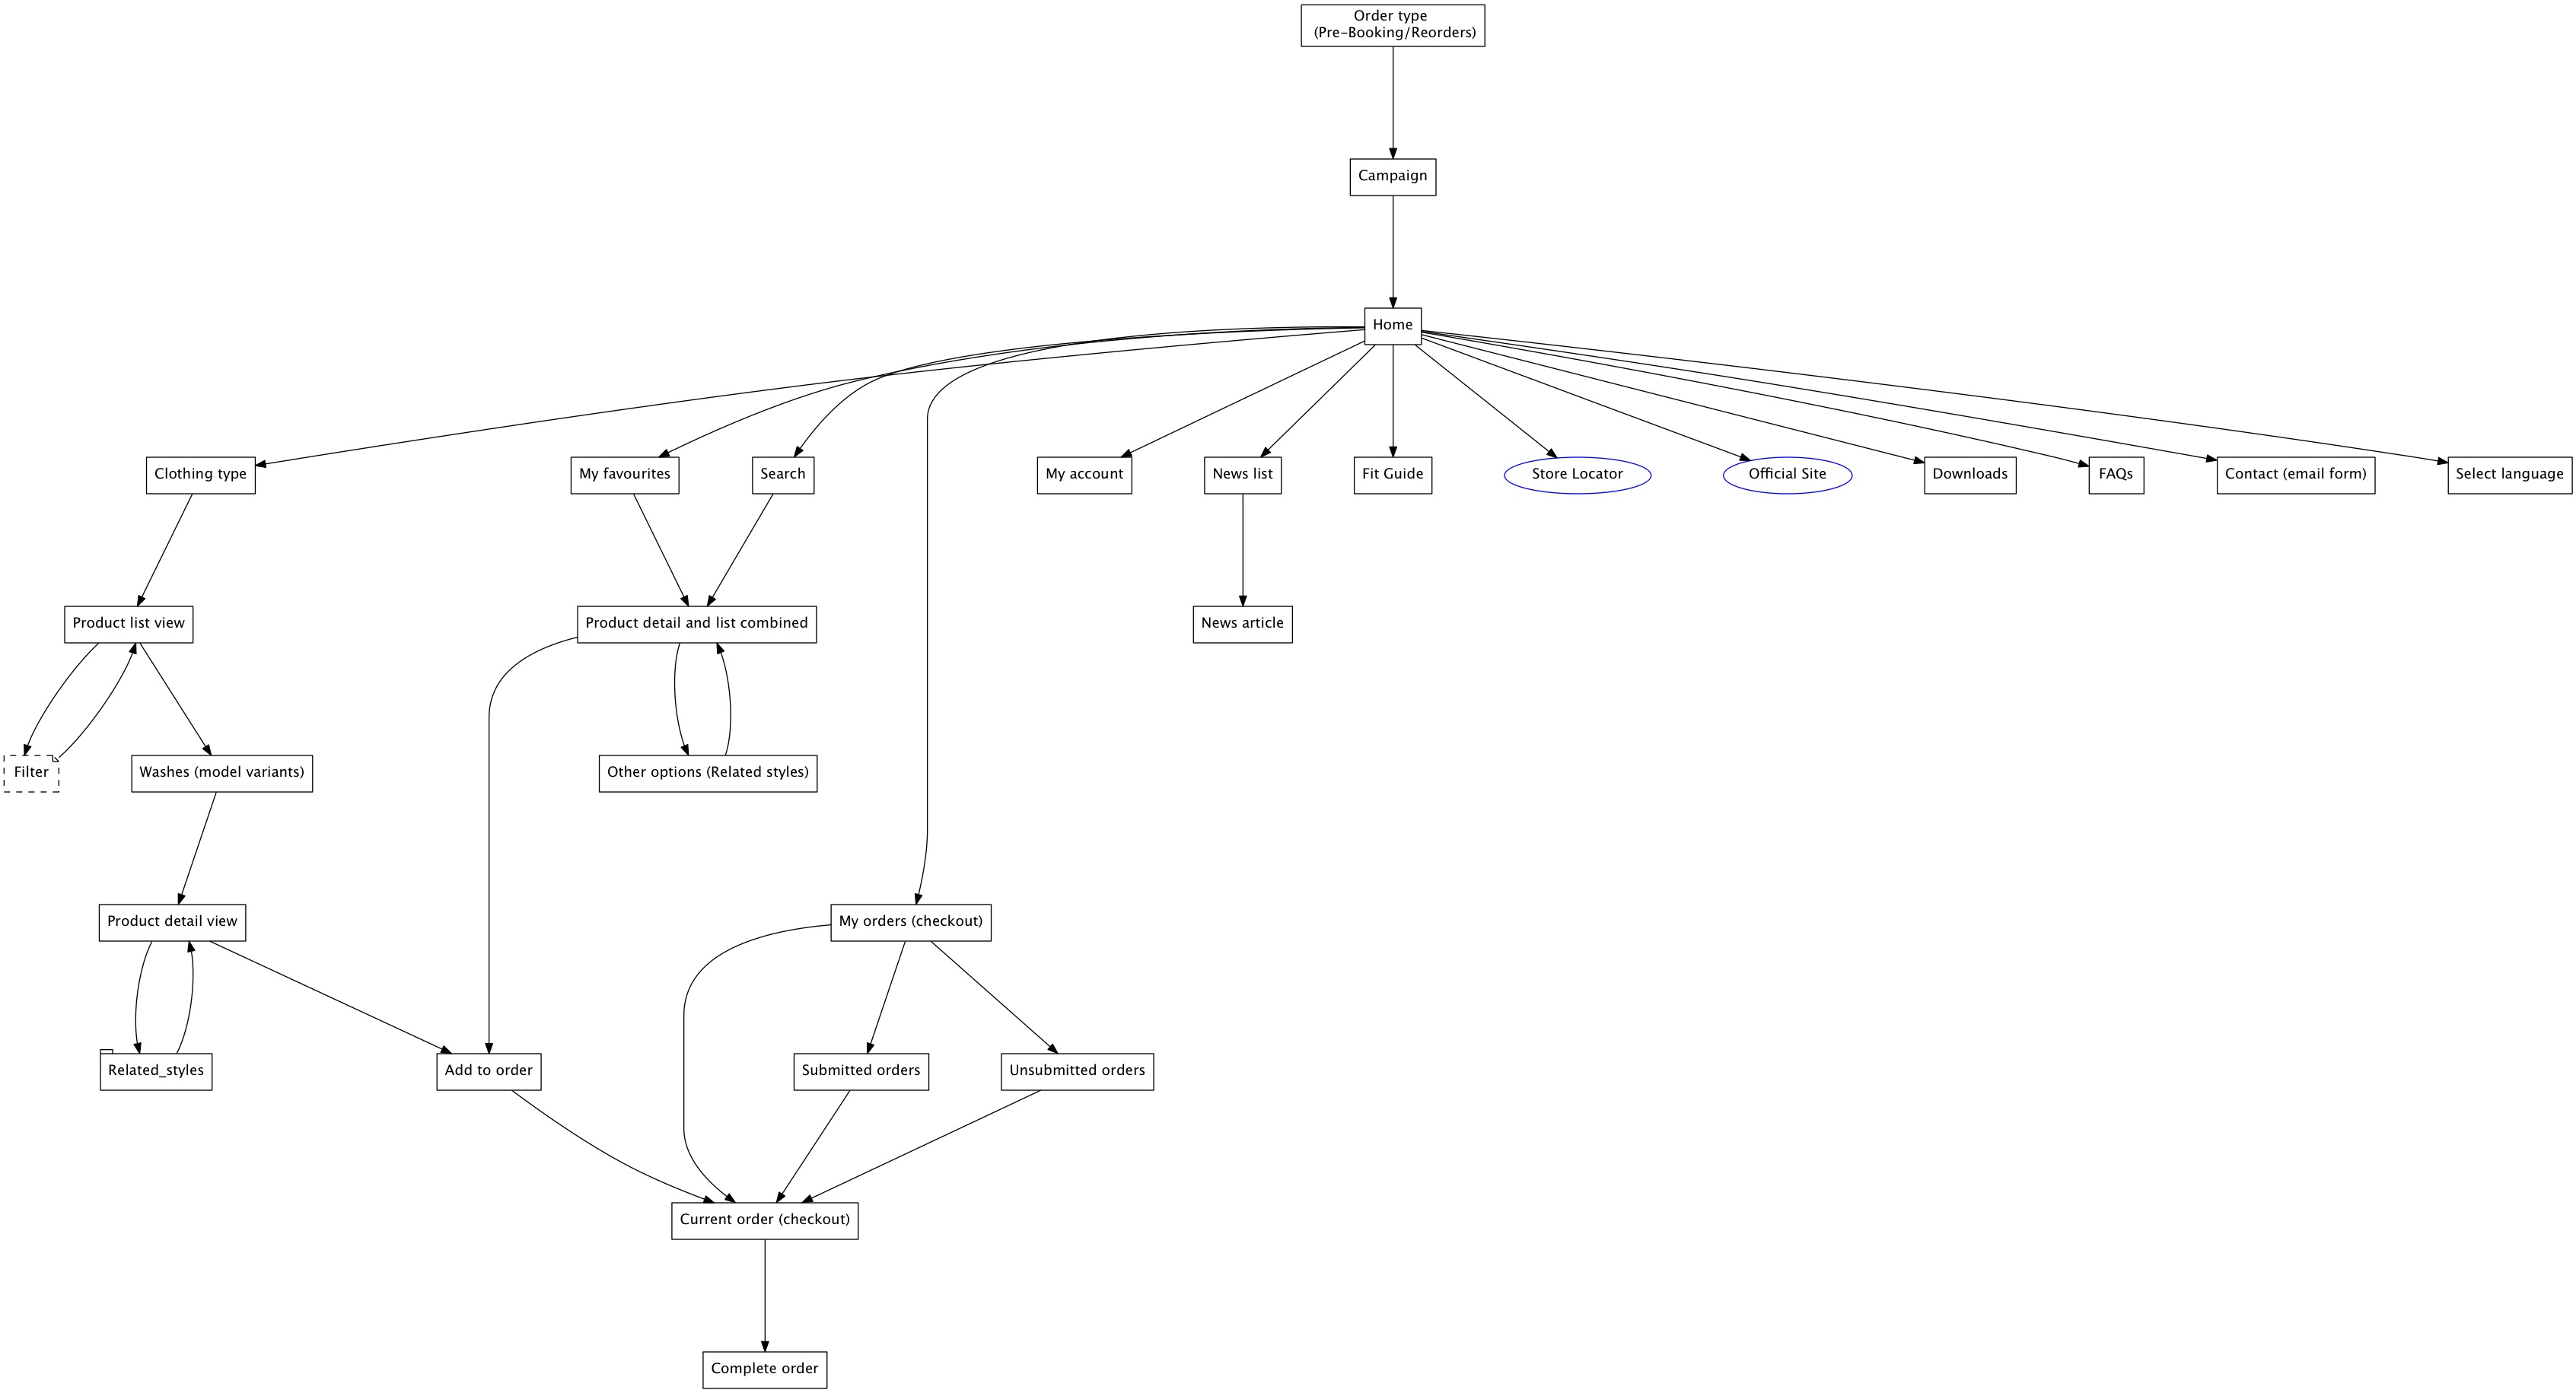 Order type
(Pre-Booking/Reorders)
Campaign
Home
Clothing type
My favourites
Search
My account
News list
Fit Guide
Store Locator
Official Site
Downloads
FAQs
Contact (email form)
Select language
Product list view
Product detail and list combined
News article
Filter
Washes (model variants)
Other options (Related styles)
Product detail view
My orders (checkout)
Related_styles
Add to order
Submitted orders
Unsubmitted orders
Current order (checkout)
Complete order